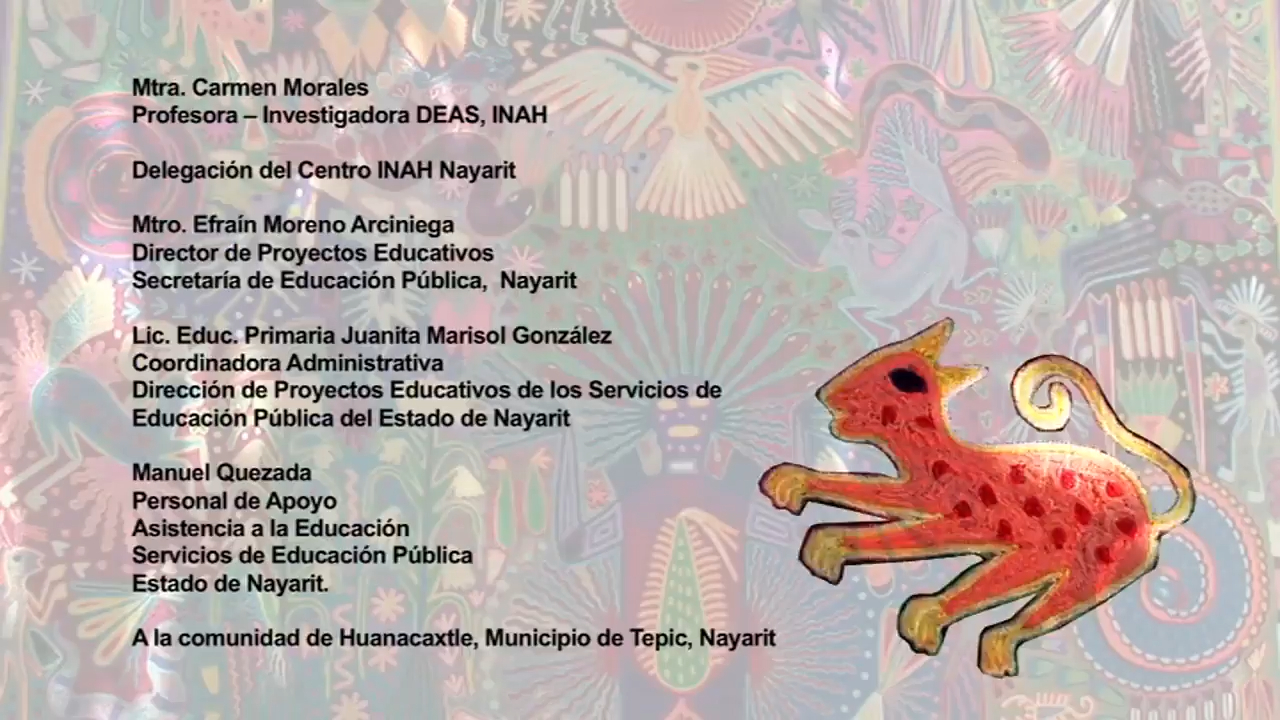 Mtra. Carmen Morales
Profesora – Investigadora DEAS, INAH
Delegación del Centro INAH Nayarit
Mtro. Efraín Moreno Arciniega
Director de Proyectos Educativos
Secretaría de Educación Pública,  Nayarit
Lic. Educ. Primaria Juanita Marisol González
Coordinadora Administrativa
Dirección de Proyectos Educativos de los Servicios de
Educación Pública del Estado de Nayarit
Manuel Quezada
Personal de Apoyo
Asistencia a la Educación
Servicios de Educación Pública
Estado de Nayarit.
A la comunidad de Huanacaxtle, Municipio de Tepic, Nayarit